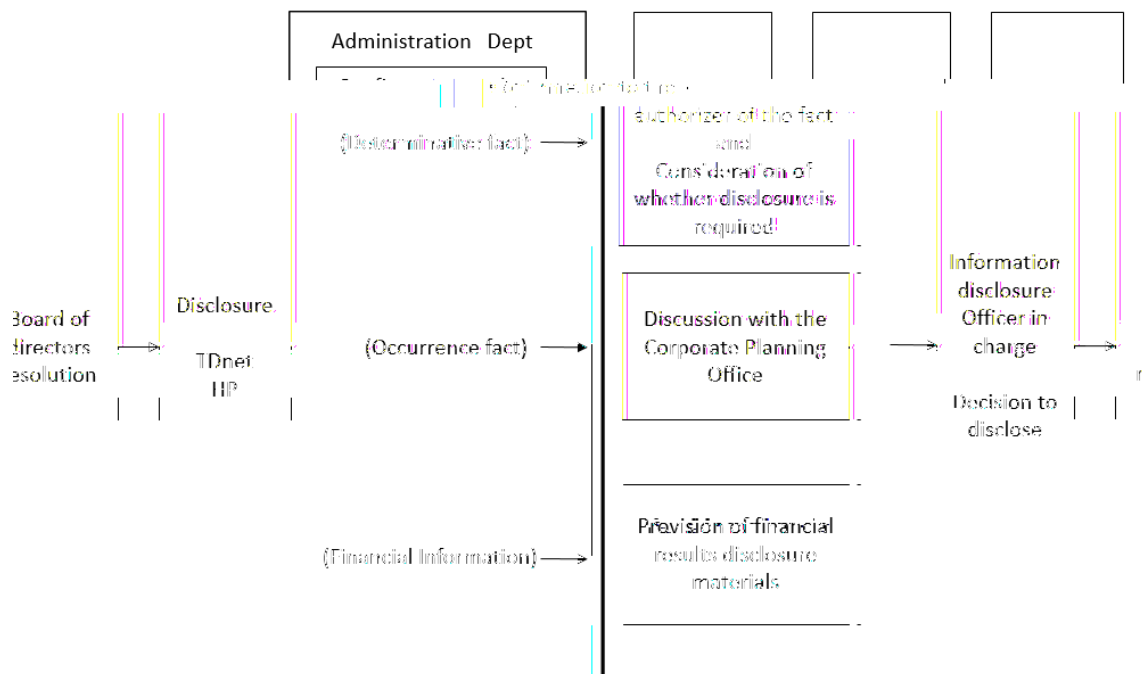 Administration Dept
(Determinative fact)
authorizer of the fact
and
Consideration of
whether disclosure is
required
Board of
directors
esolution
Disclosure
TDnet
HP
(Occurrence fact)
Discussion with the
Corporate Planning
Office
Information
disclosure
Officer in
charge
Decision to
disclose
(Financial Information)
Provision of financial
results disclosure
materials